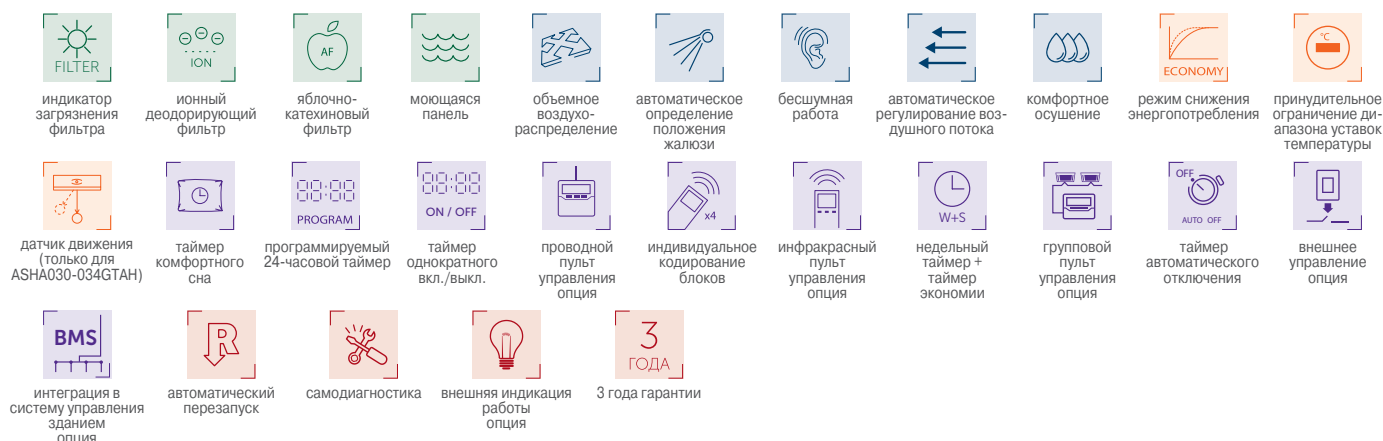 FILTER
индикатор
загрязнения
фильтра
ION
ионный
деодорирующий
фильтр
AF
яблочно-
катехиновый
фильтр
моющаяся
панель
объемное
воздухо-
распределение
автоматическое
определение
положения
жалюзи
бесшумная
работа
автоматическое
регулирование воз-
душного потока
комфортное
осушение
ECONOMY
режим снижения
энергопотребления
°C
принудительное
ограничение ди-
апазона уставок
температуры
датчик движения
(только для
ASHA030-034GTAH)
таймер
комфортного
сна
88:88
PROGRAM
программируемый
24-часовой таймер
88:88
ON / OFF
таймер
однократного
вкл./выкл.
проводной
пульт
управления
опция
x4
индивидуальное
кодирование
блоков
инфракрасный
пульт
управления
опция
W+S
недельный
таймер +
таймер
экономии
групповой
пульт
управления
опция
OFF
AUTO OFF
таймер
автоматического
отключения
внешнее
управление
опция
BMS
интеграция в
систему управления
зданием
опция
R
автоматический
перезапуск
самодиагностика
внешняя индикация
работы
опция
3
ГОДА
3 года гарантии